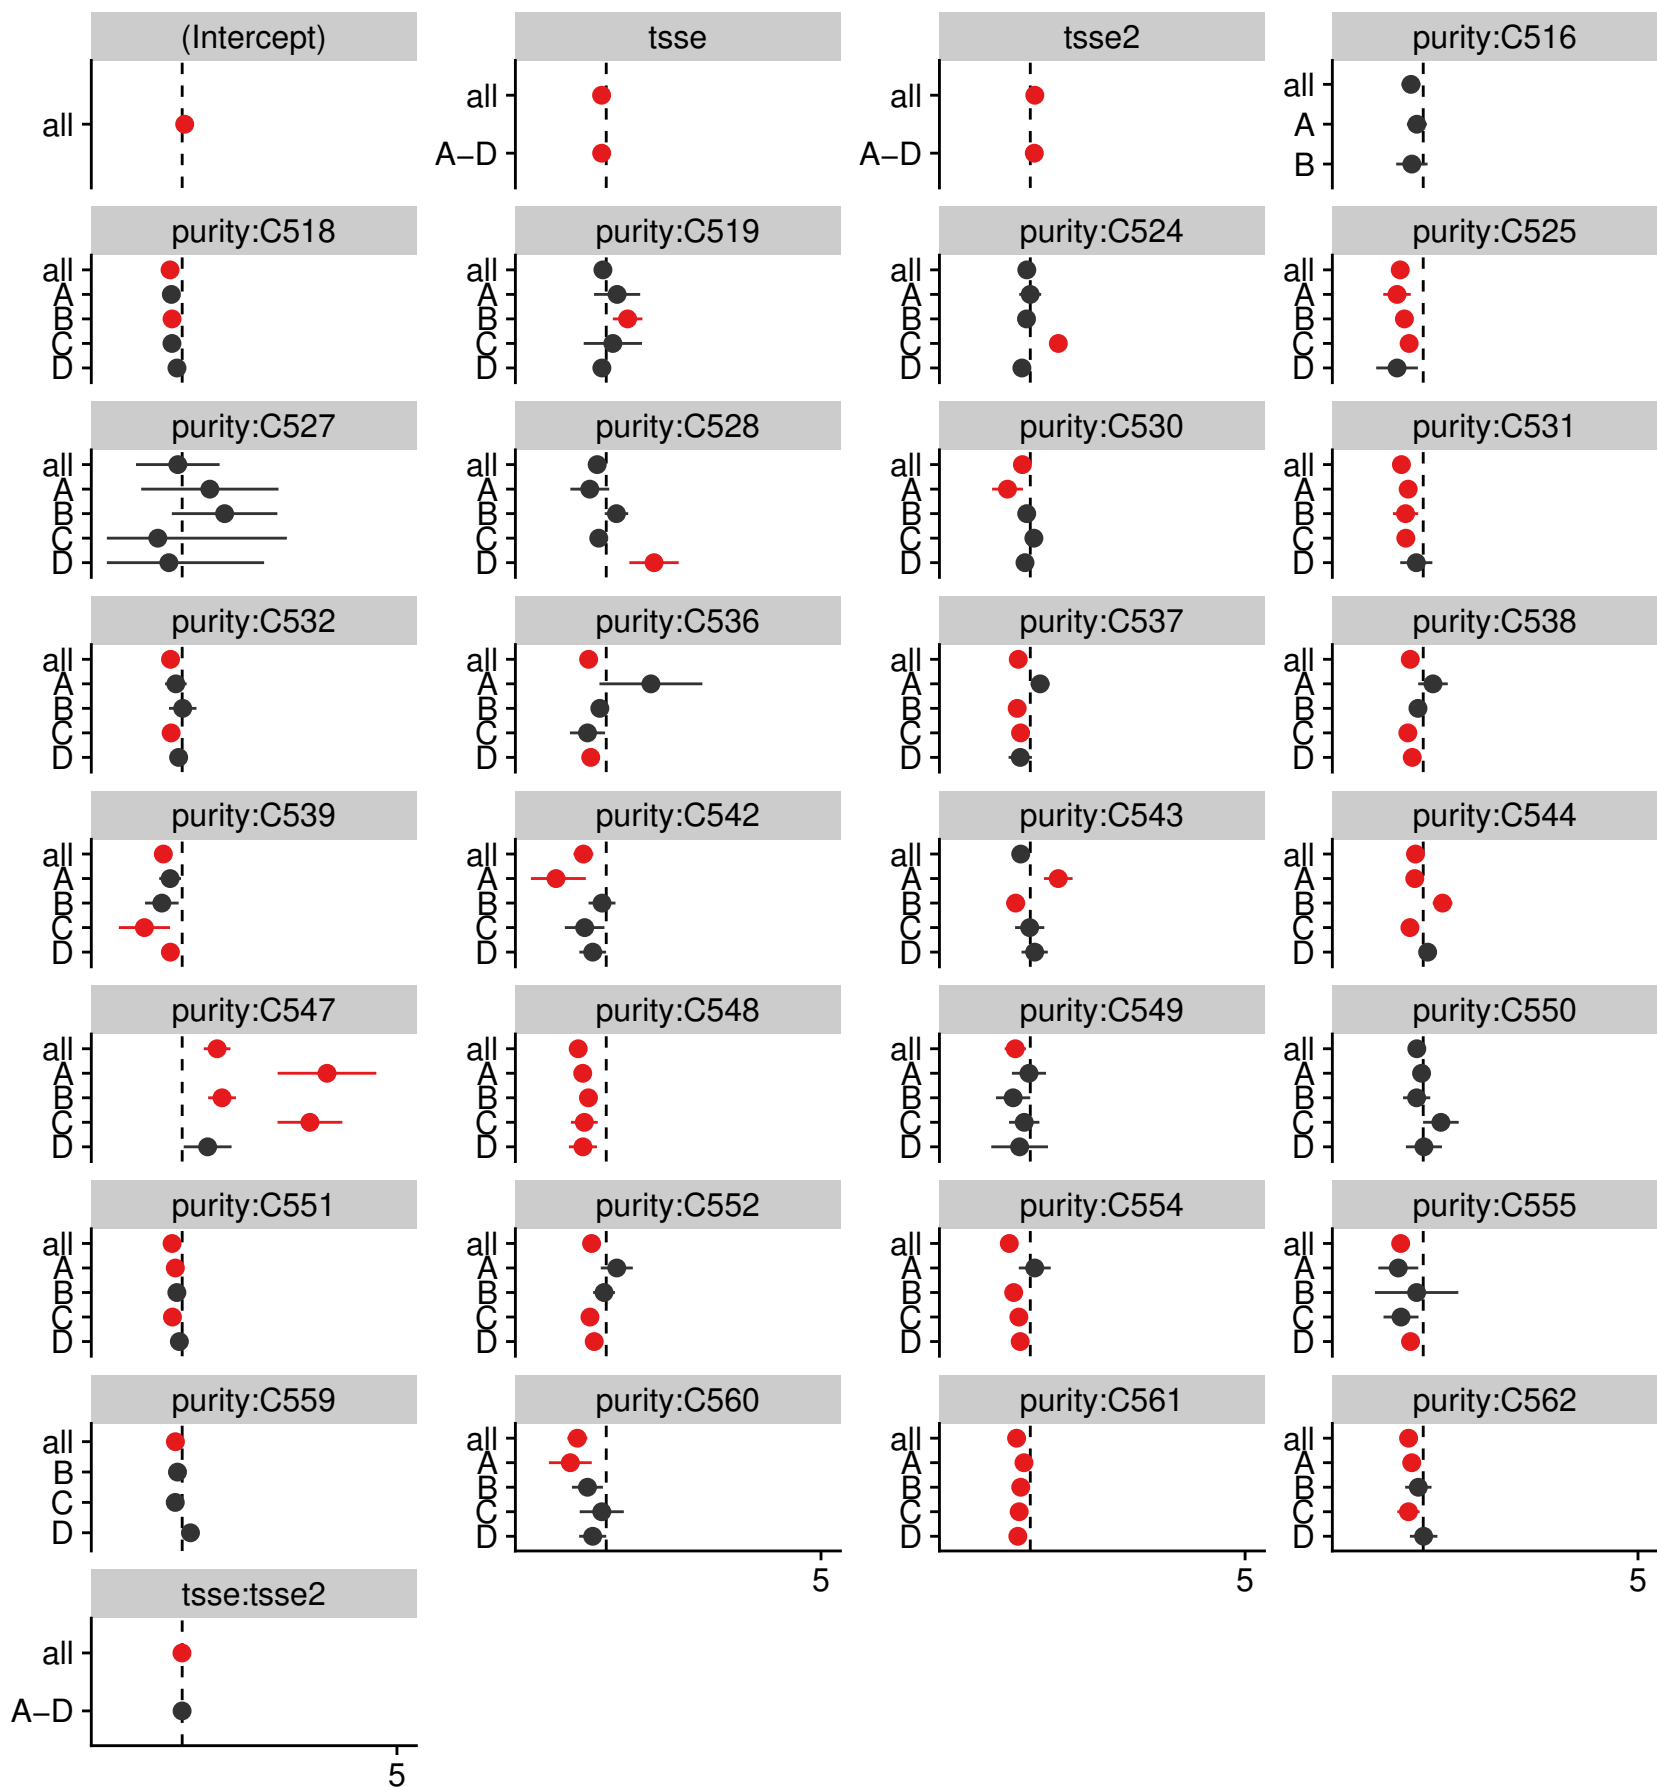 (Intercept)
all
tsse
all
A–D
tsse2
all
A–D
purity:C516
all
A
B
purity:C518
all
A
B
C
D
purity:C519
all
A
B
C
D
purity:C524
all
A
B
C
D
purity:C525
all
A
B
C
D
purity:C527
all
A
B
C
D
purity:C528
all
A
B
C
D
purity:C530
all
A
B
C
D
purity:C531
all
A
B
C
D
purity:C532
all
A
B
C
D
purity:C536
all
A
B
C
D
purity:C537
all
A
B
C
D
purity:C538
all
A
B
C
D
purity:C539
all
A
B
C
D
purity:C542
all
A
B
C
D
purity:C543
all
A
B
C
D
purity:C544
all
A
B
C
D
purity:C547
all
A
B
C
D
purity:C548
all
A
B
C
D
purity:C549
all
A
B
C
D
purity:C550
all
A
B
C
D
purity:C551
all
A
B
C
D
purity:C552
all
A
B
C
D
purity:C554
all
A
B
C
D
purity:C555
all
A
B
C
D
purity:C559
all
B
C
D
purity:C560
all
A
B
C
D
5
purity:C561
all
A
B
C
D
5
purity:C562
all
A
B
C
D
5
tsse:tsse2
all
A–D
5